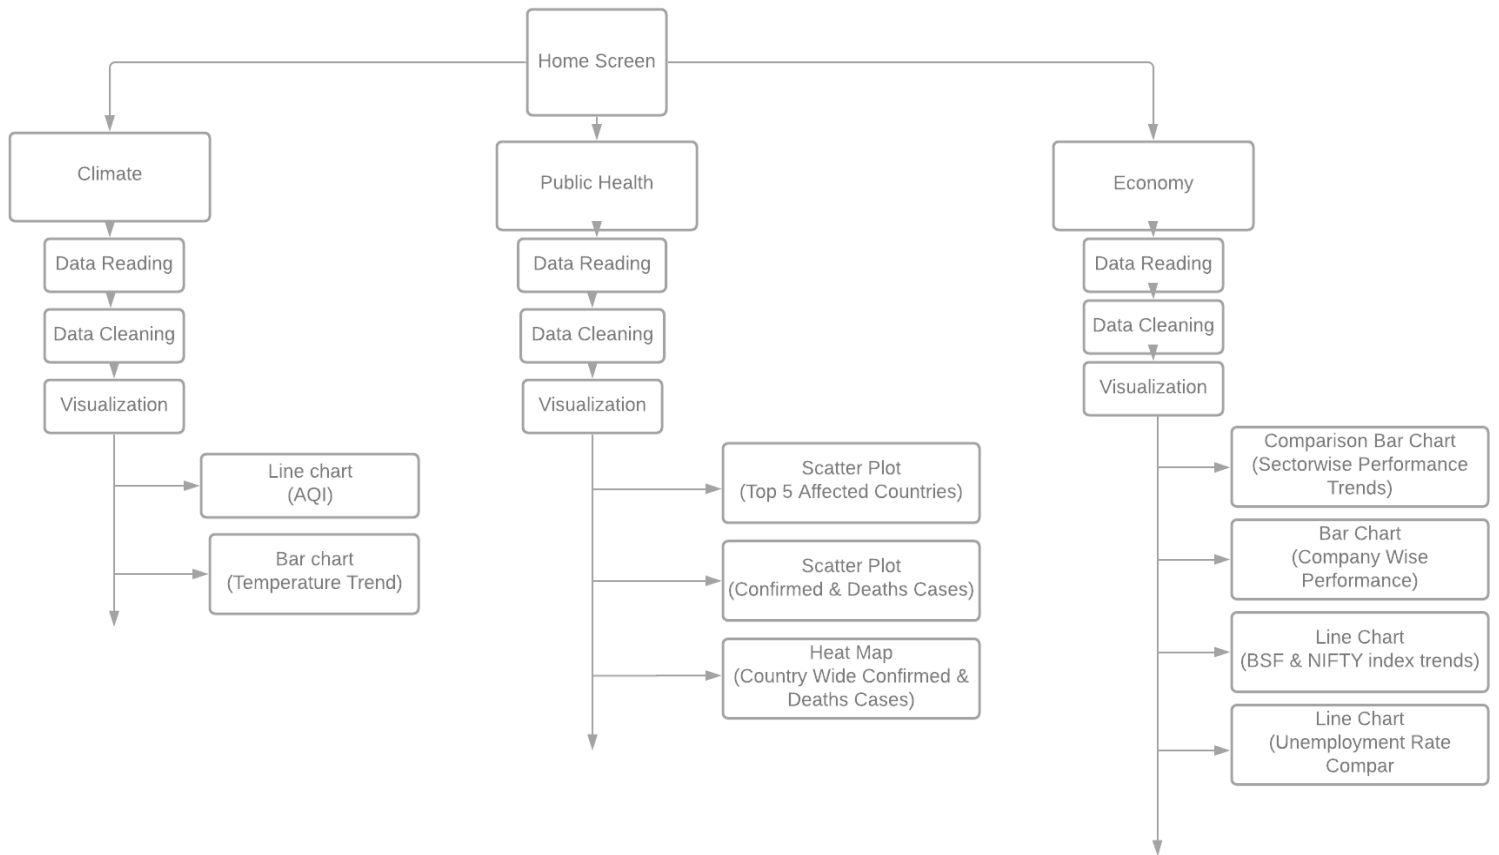 Home Screen
Climate
Data Reading
Data Cleaning
Visualization
Line chart
(AQI)
Bar chart
(Temperature Trend)
Public Health
Data Reading
Data Cleaning
Visualization
Scatter Plot
(Top 5 Affected Countries)
Scatter Plot
(Confirmed & Deaths Cases)
Heat Map
(Country Wide Confirmed &
Deaths Cases)
Economy
Data Reading
Data Cleaning
Visualization
Comparison Bar Chart
(Sectorwise Performance
Trends)
Bar Chart
(Company Wise
Performance)
Line Chart
(BSF & NIFTY index trends)
Line Chart
(Unemployment Rate
Compar